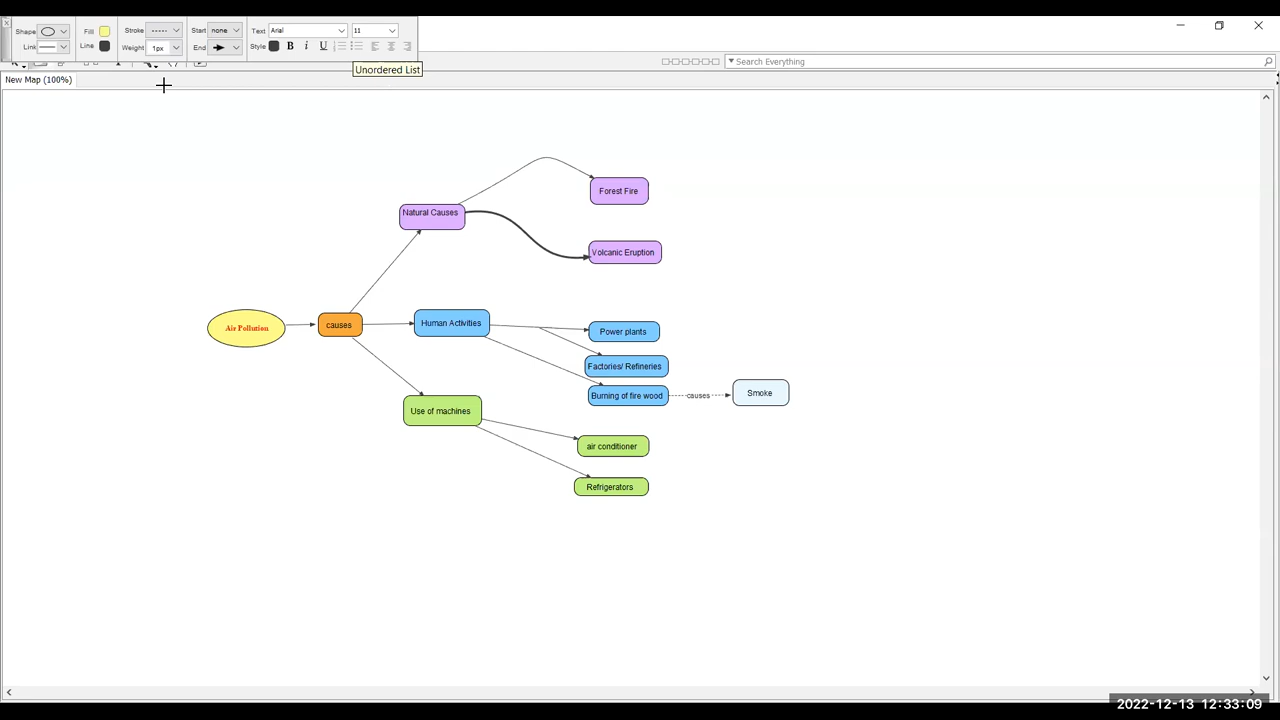 Shape:
Fill
Stroke
Start
none
Text
Arial
11
Link
Line
Weight
1px
End
Style
B
I
U
Unordered List
Search Everything
New Map (100%)
Forest Fire
Natural Causes
Volcanic Eruption
Air Pollution
causes
Human Activities
Power plants
Factories/ Refineries
Burning of fire wood
causes
Smoke
Use of machines
air conditioner
Refrigerators
2022-12-13 12:33:09